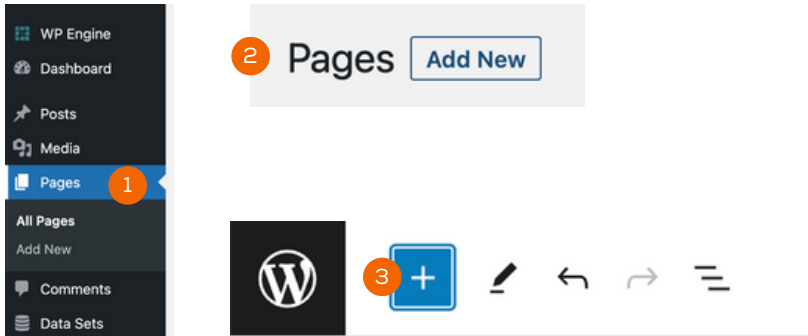 WP Engine
Dashboard
Posts
Media
Pages 1
All Pages
Add New
Comments
Data Sets
2 Pages Add New
3